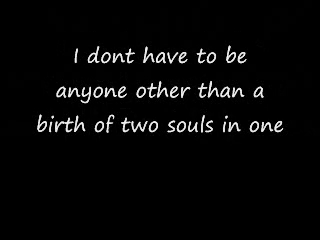 I dont have to be
anyone other than a
birth of two souls in one